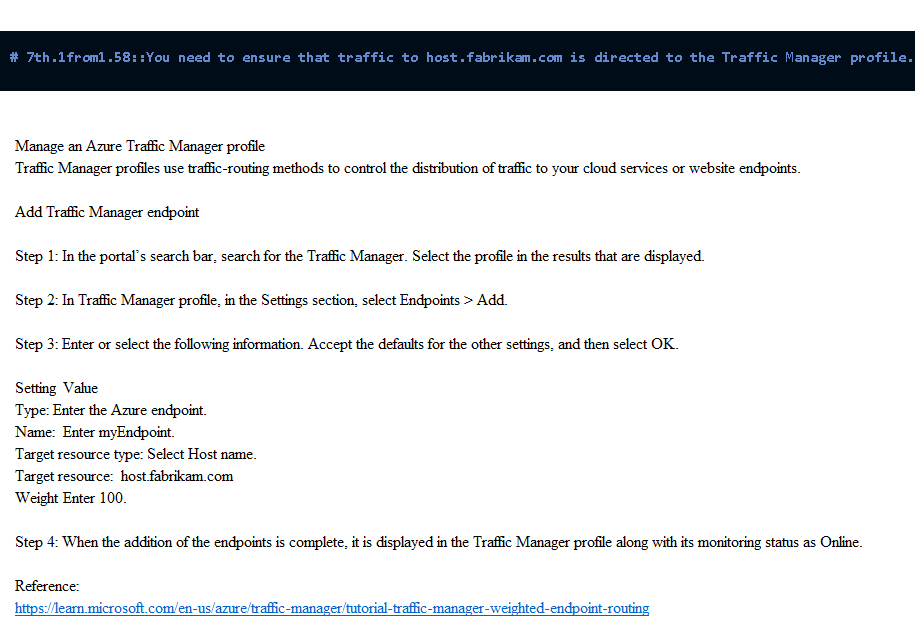 # 7th.1from1.58::You need to ensure that traffic to host.fabrikam.com is directed to the Traffic Manager profile.
Manage an Azure Traffic Manager profile
Traffic Manager profiles use traffic-routing methods to control the distribution of traffic to your cloud services or website endpoints.
Add Traffic Manager endpoint
Step 1: In the portal's search bar, search for the Traffic Manager. Select the profile in the results that are displayed.
Step 2: In Traffic Manager profile, in the Settings section, select Endpoints > Add.
Step 3: Enter or select the following information. Accept the defaults for the other settings, and then select OK.
Setting  Value
Type: Enter the Azure endpoint.
Name:  Enter myEndpoint.
Target resource type: Select Host name.
Target resource:  host.fabrikam.com
Weight Enter 100.
Step 4: When the addition of the endpoints is complete, it is displayed in the Traffic Manager profile along with its monitoring status as Online.
Reference:
https://learn.microsoft.com/en-us/azure/traffic-manager/tutorial-traffic-manager-weighted-endpoint-routing